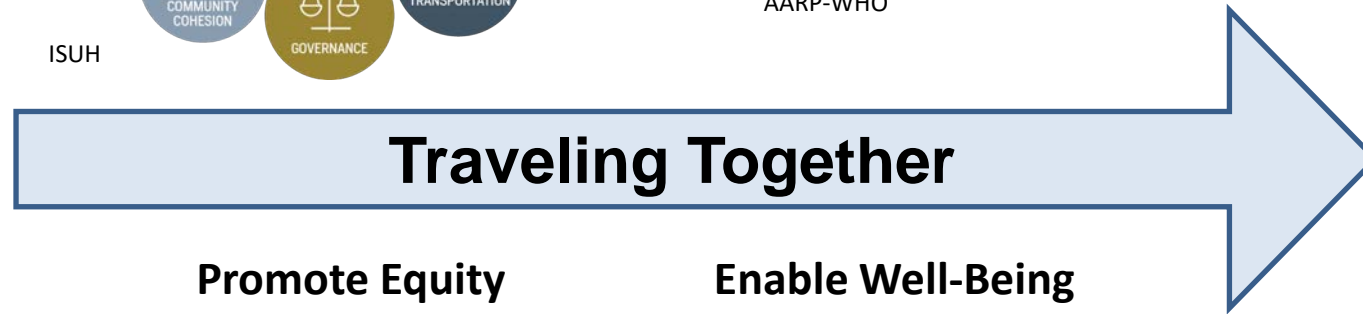 COMMUNITY
COHESION
TRANSPORTATION
AARP-WHO
ISUH
GOVERNANCE
Traveling Together
Promote Equity
Enable Well-Being